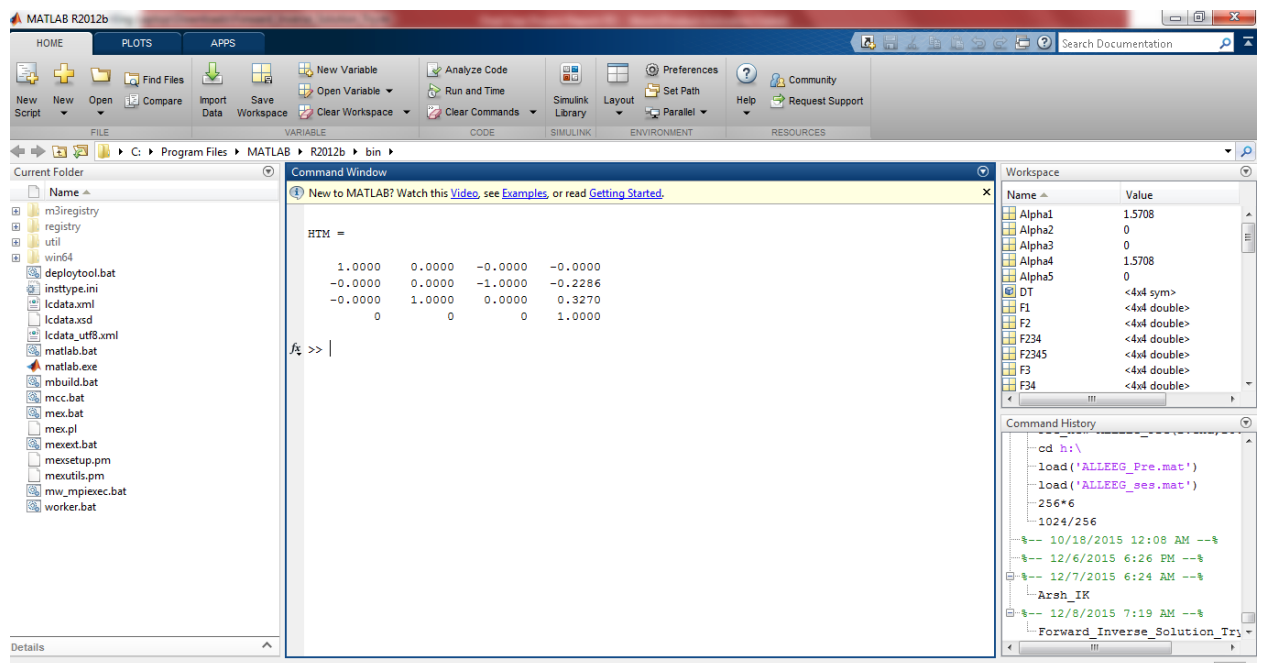 MATLAB R2012b
HOME PLOTS APPS
Search Documentation
New Script
New
Open
Find Files
Compare
Import Data
Save Workspace
New Variable
Open Variable
Clear Workspace
Analyze Code
Run and Time
Clear Commands
Simulink Library
Layout
Preferences
Set Path
Parallel
Help
Community
Request Support
FILE VARIABLE CODE SIMULINK ENVIRONMENT RESOURCES
C: Program Files MATLAB R2012b bin
Current Folder
Name
m3iregistry
registry
util
win64
deploytool.bat
insttype.ini
lcdata.xml
lcdata.xsd
lcdata_utf8.xml
matlab.bat
matlab.exe
mbuild.bat
mcc.bat
mex.bat
mex.pl
mexext.bat
mexsetup.pm
mexutils.pm
mw_mpiexec.bat
worker.bat
Details
Command Window
New to MATLAB? Watch this Video, see Examples, or read Getting Started.
HTM =
1.0000 0.0000 -0.0000 -0.0000
-0.0000 0.0000 -1.0000 -0.2286
-0.0000 1.0000 0.0000 0.3270
0 0 0 1.0000
fx >>
Workspace
Name Value
Alpha1 1.5708
Alpha2 0
Alpha3 0
Alpha4 1.5708
Alpha5 0
DT <4x4 sym>
F1 <4x4 double>
F2 <4x4 double>
F234 <4x4 double>
F2345 <4x4 double>
F3 <4x4 double>
F34 <4x4 double>
Command History
cd h:\
load('ALLEEG_Pre.mat')
load('ALLEEG_ses.mat')
256*6
1024/256
%-- 10/18/2015 12:08 AM --%
%-- 12/6/2015 6:26 PM --%
%-- 12/7/2015 6:24 AM --%
Arsh_IK
%-- 12/8/2015 7:19 AM --%
Forward_Inverse_Solution_Try